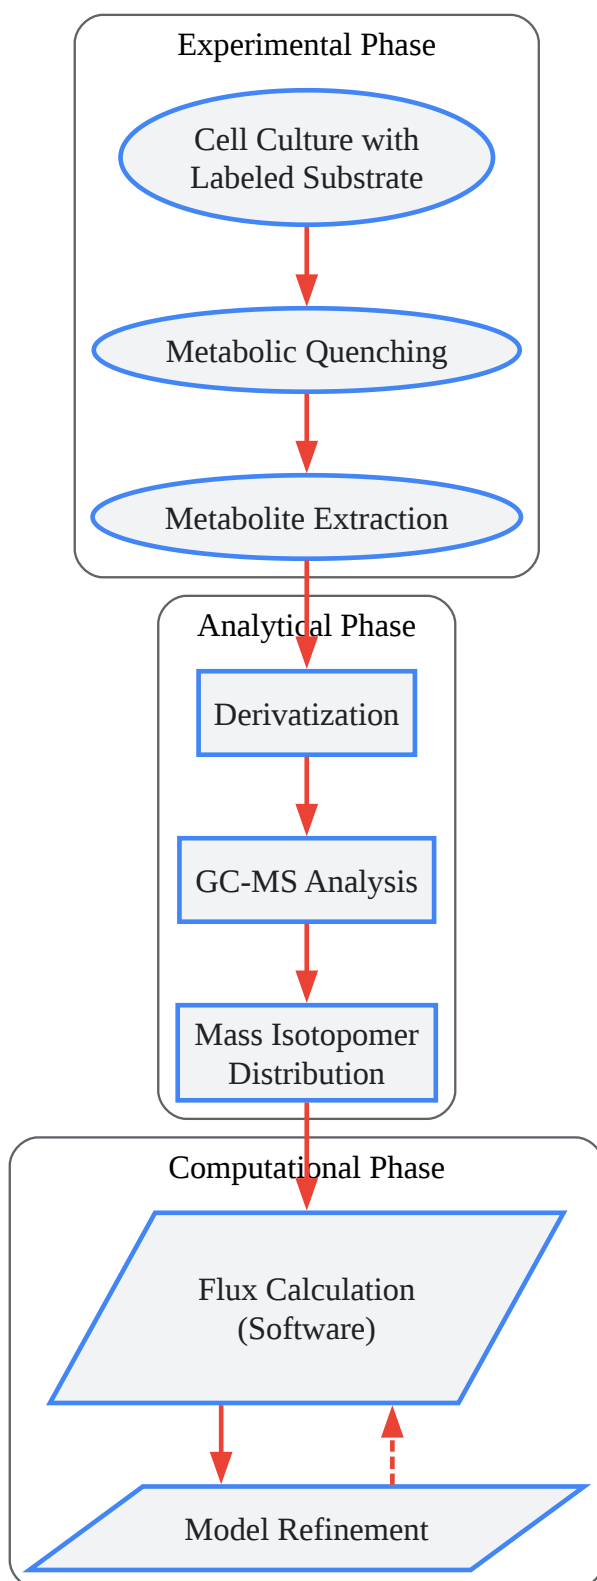 Experimental Phase
Cell Culture with
Labeled Substrate
Metabolic Quenching
Metabolite Extraction
Analytical Phase
Derivatization
GC-MS Analysis
Mass Isotopomer
Distribution
Computational Phase
Flux Calculation
(Software)
Model Refinement